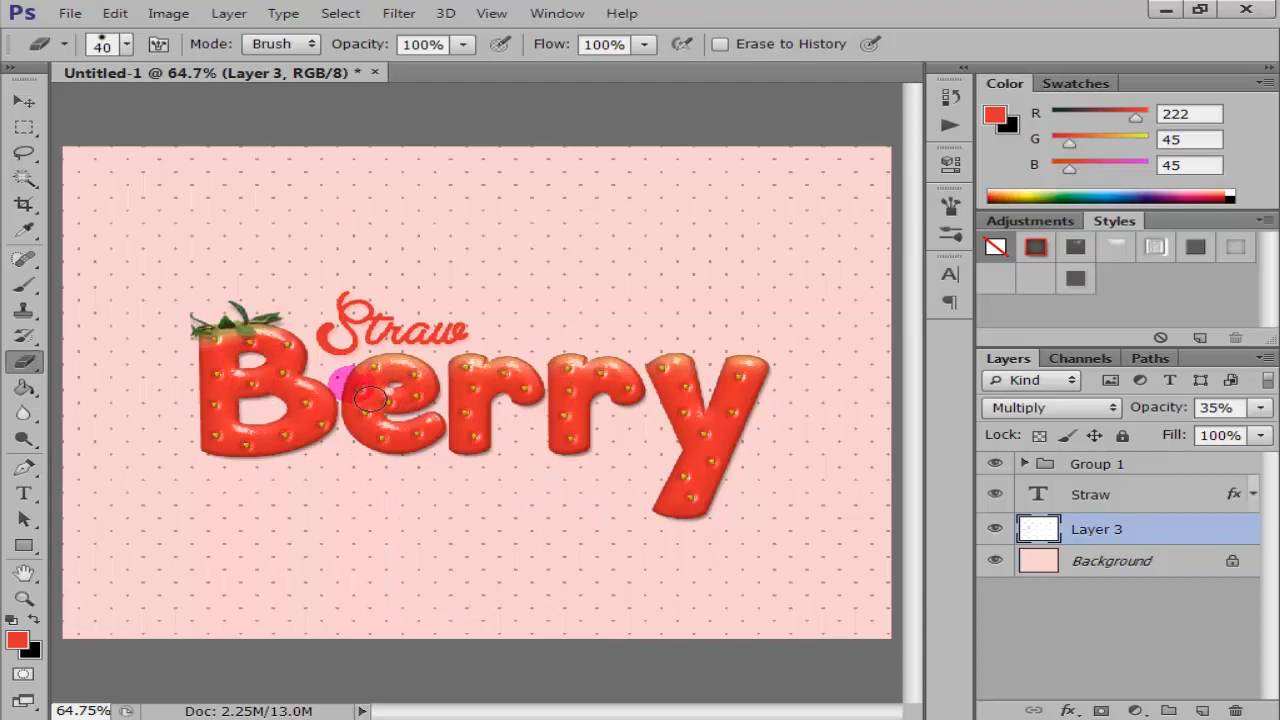 Ps File Edit Image Layer Type Select Filter 3D View Window Help
40 Mode: Brush Opacity: 100% Flow: 100% Erase to History
Untitled-1 @ 64.7% (Layer 3, RGB/8) * ×
Color Swatches
R 222
G 45
B 45
Adjustments Styles
Straw
Berry
Layers Channels Paths
Kind
Multiply Opacity: 35%
Lock: Fill: 100%
Group 1
T Straw fx
Layer 3
Background
64.75% Doc: 2.25M/13.0M